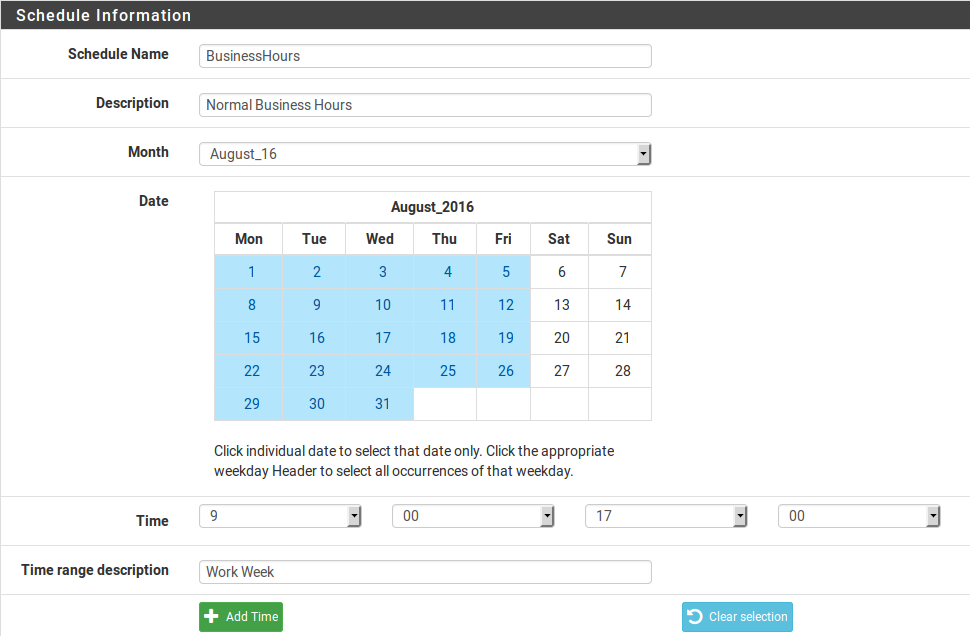 Schedule Information
Schedule Name BusinessHours
Description Normal Business Hours
Month August_16
Date
August_2016
Mon Tue Wed Thu Fri Sat Sun
1 2 3 4 5 6 7
8 9 10 11 12 13 14
15 16 17 18 19 20 21
22 23 24 25 26 27 28
29 30 31
Click individual date to select that date only. Click the appropriate
weekday Header to select all occurrences of that weekday.
Time 9 00 17 00
Time range description Work Week
Add Time Clear selection